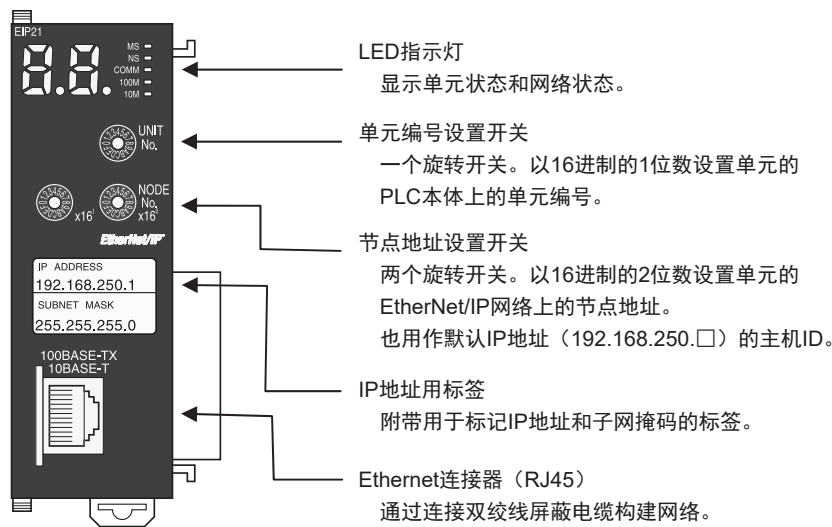 EIP21
8.8.
MS
NS
COMM
100M
10M
UNIT
No.
0123456789ABCDEF
NODE
No.
x16¹
x16⁰
EtherNet/IP
IP ADDRESS
192.168.250.1
SUBNET MASK
255.255.255.0
100BASE-TX
10BASE-T
LED指示灯
显示单元状态和网络状态。
单元编号设置开关
一个旋转开关。以16进制的1位数设置单元的
PLC本体上的单元编号。
节点地址设置开关
两个旋转开关。以16进制的2位数设置单元的
EtherNet/IP网络上的节点地址。
也用作默认IP地址（192.168.250.□）的主机ID。
IP地址用标签
附带用于标记IP地址和子网掩码的标签。
Ethernet连接器（RJ45）
通过连接双绞线屏蔽电缆构建网络。